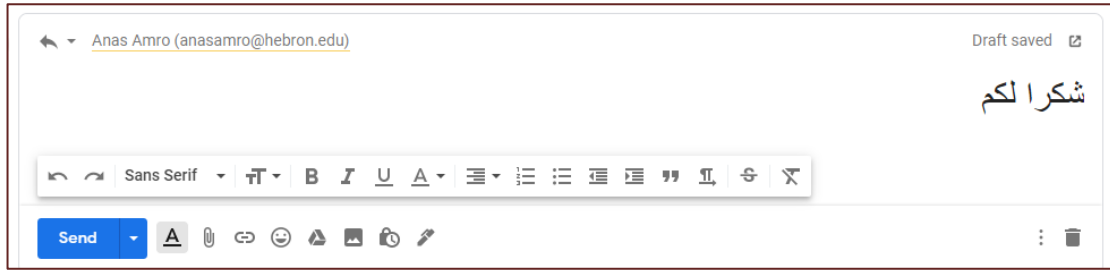 Anas Amro (anasamro@hebron.edu) Draft saved
شكرا لكم
Sans Serif
Send